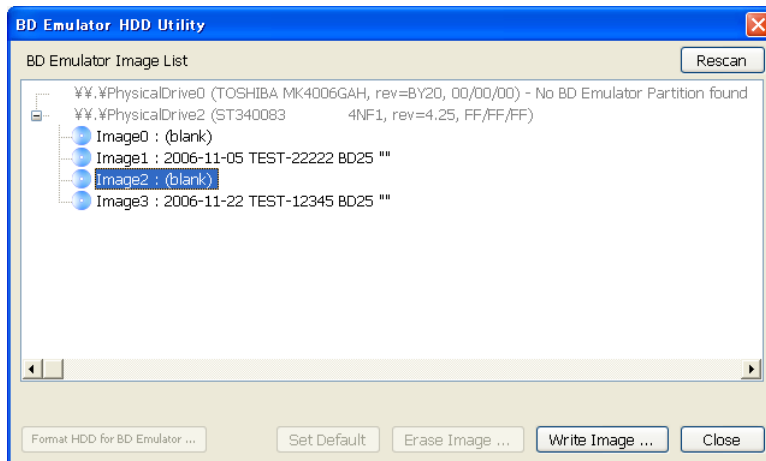 BD Emulator HDD Utility
BD Emulator Image List
Rescan
¥¥.¥PhysicalDrive0 (TOSHIBA MK4006GAH, rev=BY20, 00/00/00) - No BD Emulator Partition found
¥¥.¥PhysicalDrive2 (ST340083 4NF1, rev=4.25, FF/FF/FF)
Image0 : (blank)
Image1 : 2006-11-05 TEST-22222 BD25 ""
Image2 : (blank)
Image3 : 2006-11-22 TEST-12345 BD25 ""
Format HDD for BD Emulator ... Set Default Erase Image ... Write Image ... Close